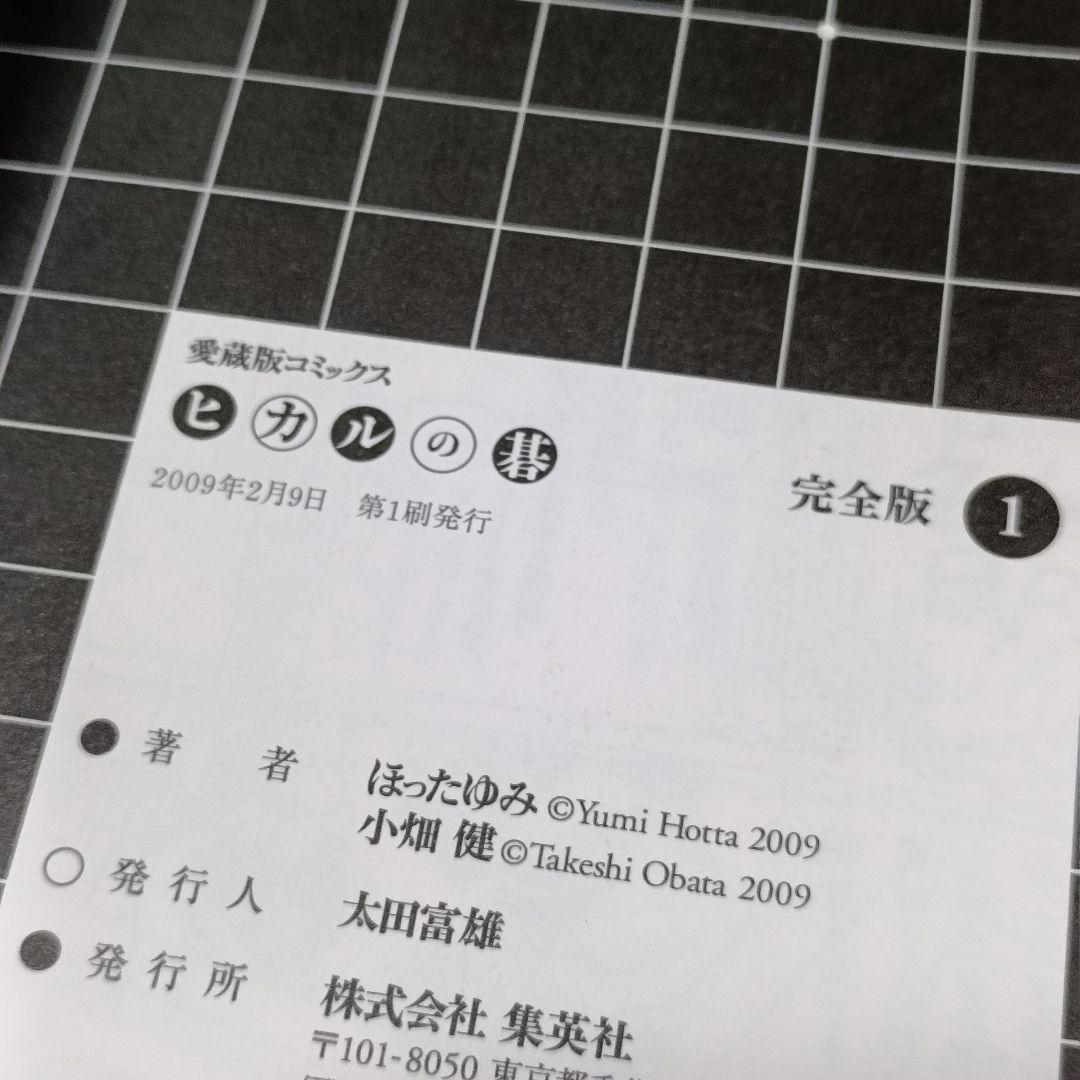 愛蔵版コミックス
ヒカルの碁 完全版 1
2009年2月9日 第1刷発行
著者 ほったゆみ ©Yumi Hotta 2009
小畑 健 ©Takeshi Obata 2009
発行人 太田富雄
発行所 株式会社 集英社
〒101-8050 東京都